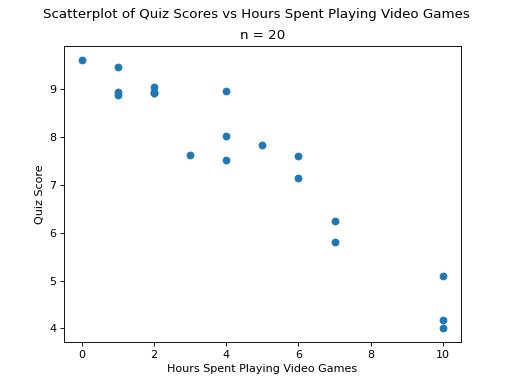 Scatterplot of Quiz Scores vs Hours Spent Playing Video Games
n = 20
9
8
7
6
5
4
Quiz Score
0 2 4 6 8 10
Hours Spent Playing Video Games